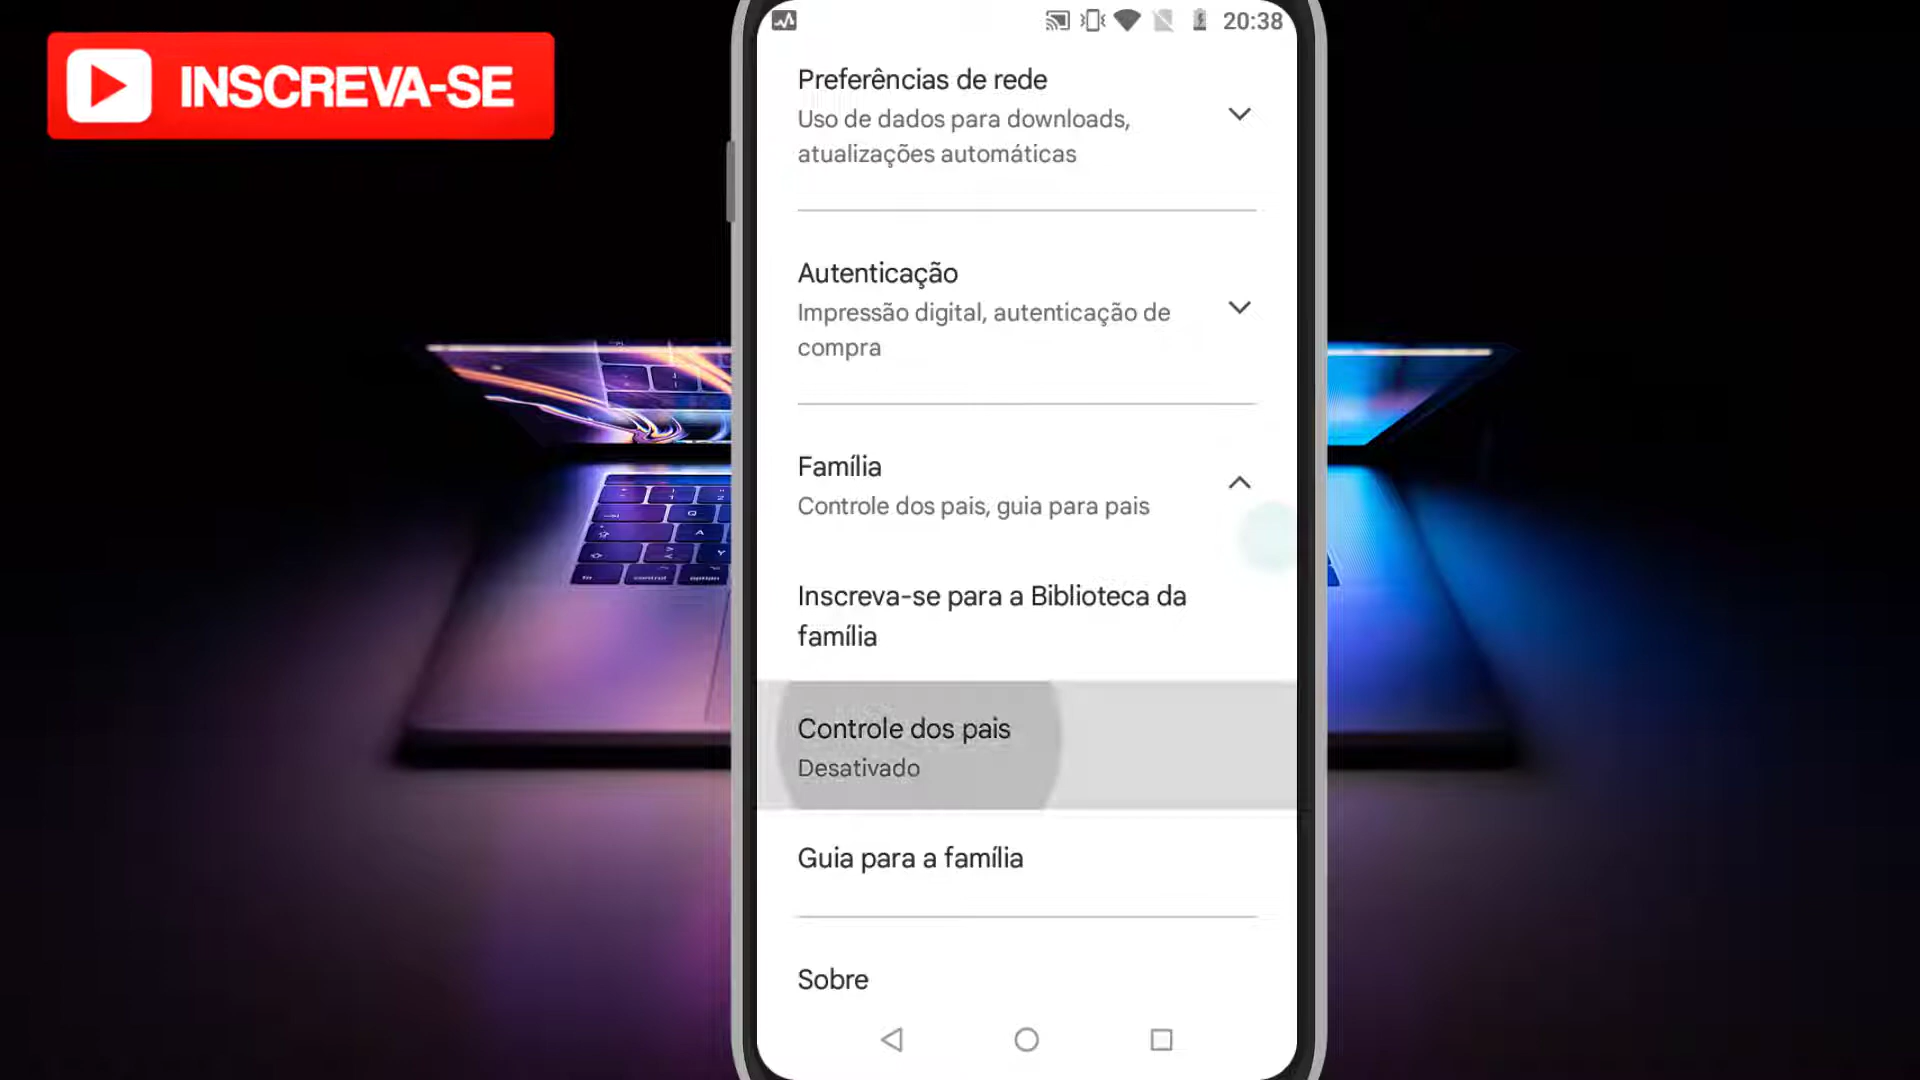 INSCREVA-SE
20:38
Preferências de rede
Uso de dados para downloads,
atualizações automáticas
Autenticação
Impressão digital, autenticação de
compra
Família
Controle dos pais, guia para pais
Inscreva-se para a Biblioteca da
família
Controle dos pais
Desativado
Guia para a família
Sobre